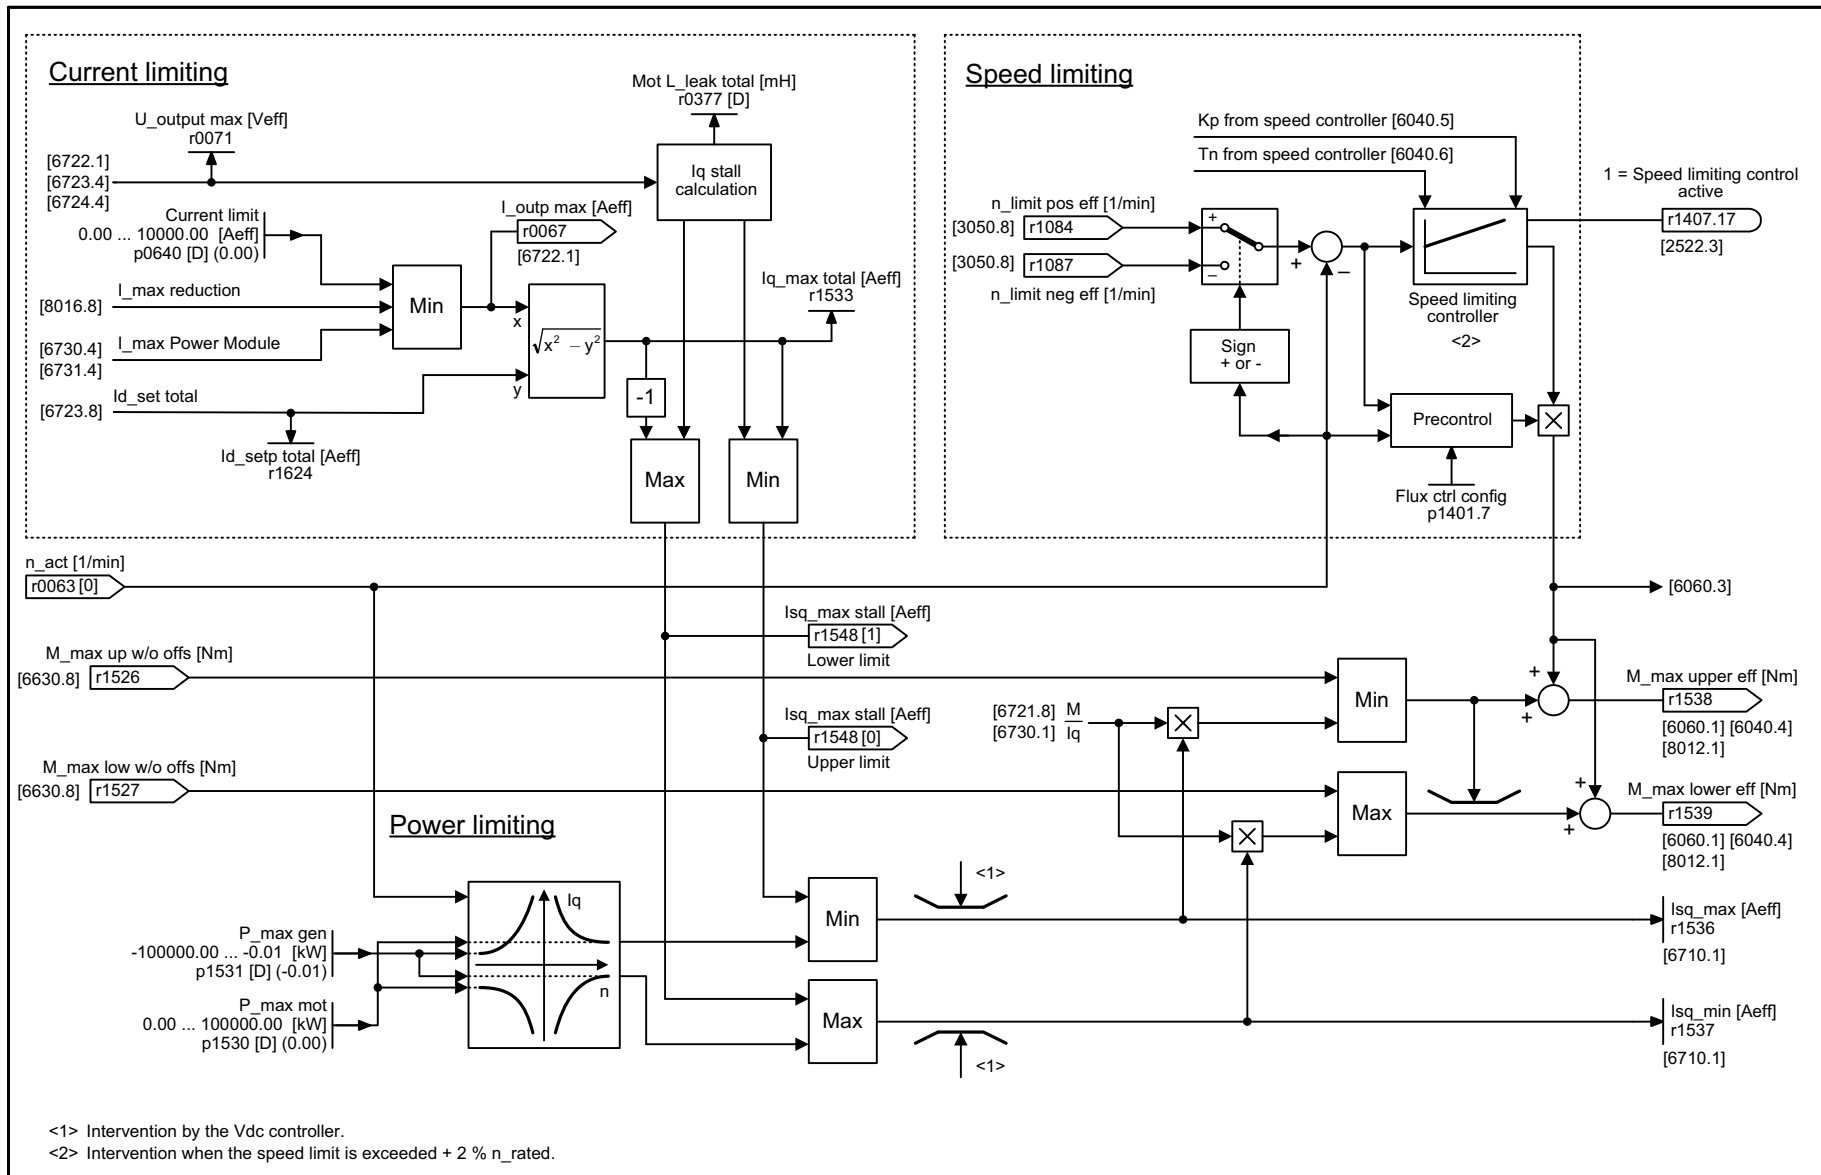 Current limiting
Mot L_leak total [mH]
r0377 [D]
U_output max [Veff]
r0071
[6722.1]
[6723.4]
[6724.4]
Iq stall
calculation
Current limit
0.00 ... 10000.00 [Aeff]
p0640 [D] (0.00)
I_outp max [Aeff]
r0067
[6722.1]
Iq_max total [Aeff]
r1533
[8016.8]
I_max reduction
Min
x
√x² – y²
y
[6730.4]
[6731.4]
I_max Power Module
[6723.8]
Id_set total
-1
Id_setp total [Aeff]
r1624
Max
Min
Speed limiting
Kp from speed controller [6040.5]
Tn from speed controller [6040.6]
1 = Speed limiting control
active
r1407.17
[2522.3]
n_limit pos eff [1/min]
[3050.8]
r1084
+
[3050.8]
r1087
–
n_limit neg eff [1/min]
+
–
Speed limiting
controller
<2>
Sign
+ or -
Precontrol
×
Flux ctrl config
p1401.7
n_act [1/min]
r0063 [0]
[6060.3]
Isq_max stall [Aeff]
r1548 [1]
Lower limit
M_max up w/o offs [Nm]
[6630.8]
r1526
Isq_max stall [Aeff]
r1548 [0]
Upper limit
[6721.8]
[6730.1]
M
Iq
×
Min
+
+
M_max upper eff [Nm]
r1538
[6060.1] [6040.4]
[8012.1]
M_max low w/o offs [Nm]
[6630.8]
r1527
×
Max
+
+
M_max lower eff [Nm]
r1539
[6060.1] [6040.4]
[8012.1]
Power limiting
Iq
n
P_max gen
-100000.00 ... -0.01 [kW]
p1531 [D] (-0.01)
P_max mot
0.00 ... 100000.00 [kW]
p1530 [D] (0.00)
Min
<1>
Isq_max [Aeff]
r1536
[6710.1]
Max
<1>
Isq_min [Aeff]
r1537
[6710.1]
<1> Intervention by the Vdc controller.
<2> Intervention when the speed limit is exceeded + 2 % n_rated.